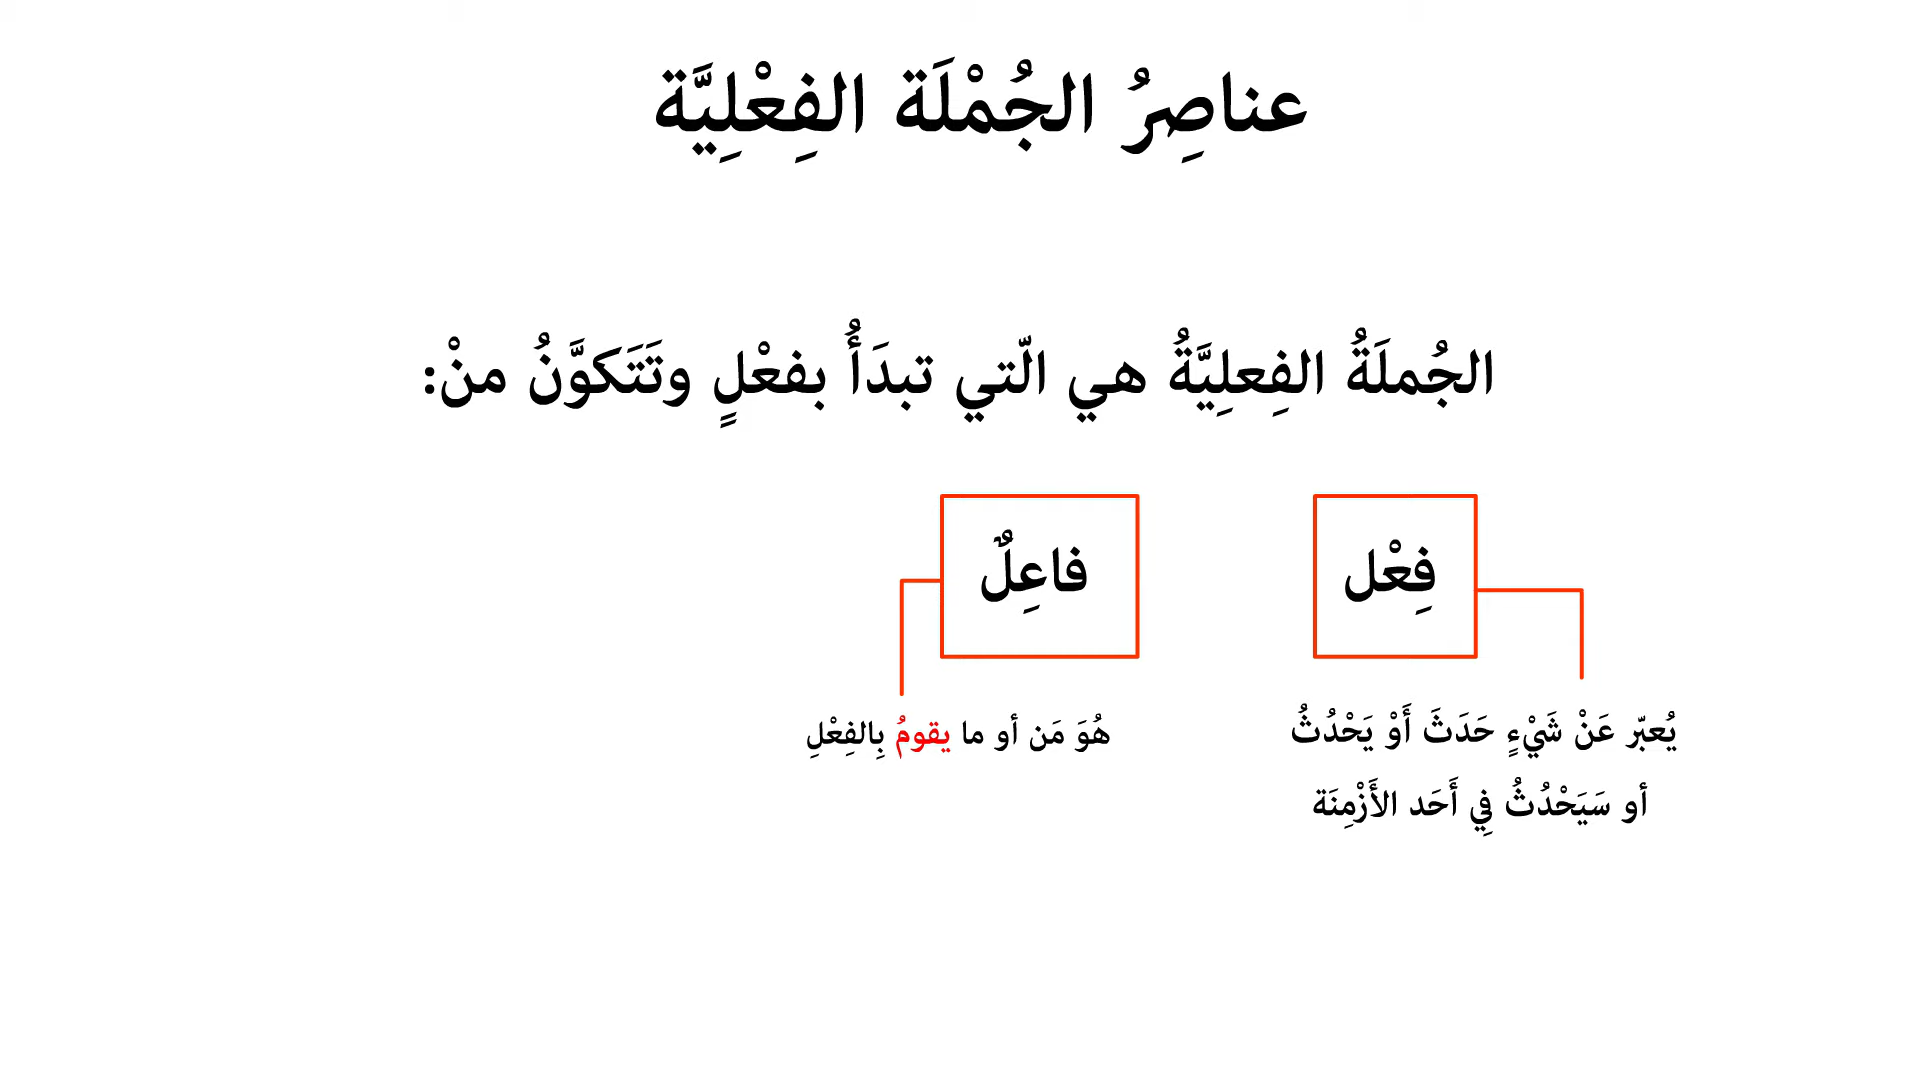 عناصِرُ الجُمْلَة الفِعْلِيَّة
الجُملَةُ الفِعلِيَّةُ هي الّتي تبدَأُ بفعْلٍ وتَتَكوَّنُ منْ:
فِعْل
فاعِلٌ
يُعبّر عَنْ شَيْءٍ حَدَثَ أَوْ يَحْدُثُ
أو سَيَحْدُثُ فِي أَحَد الأَزْمِنَة
هُوَ مَن أو ما يقومُ بِالفِعْلِ